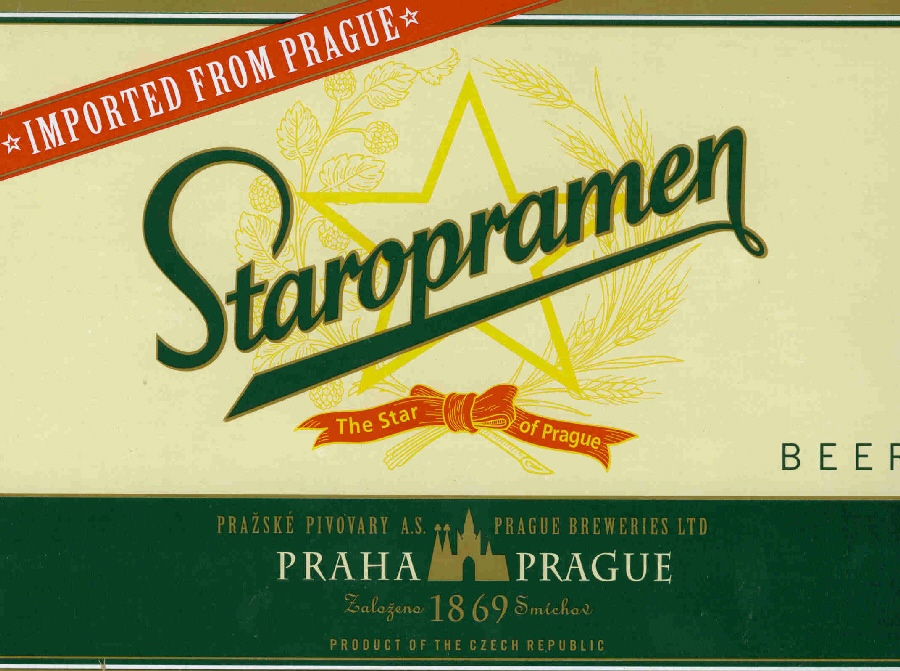 ☆IMPORTED FROM PRAGUE☆
Staropramen
The Star of Prague
BEER
PRAŽSKÉ PIVOVARY A.S. PRAGUE BREWERIES LTD
PRAHA PRAGUE
Založeno 1869 Smíchov
PRODUCT OF THE CZECH REPUBLIC